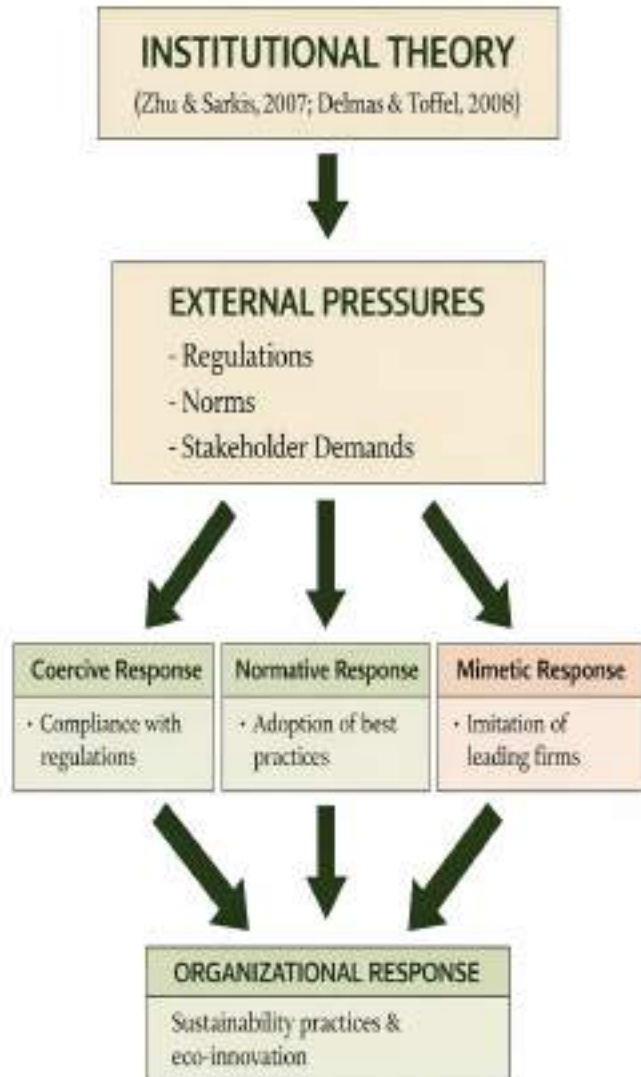 INSTITUTIONAL THEORY
(Zhu & Sarkis, 2007; Delmas & Toffel, 2008)
EXTERNAL PRESSURES
- Regulations
- Norms
- Stakeholder Demands
Coercive Response
• Compliance with
regulations
Normative Response
• Adoption of best
practices
Mimetic Response
• Imitation of
leading firms
ORGANIZATIONAL RESPONSE
Sustainability practices &
eco-innovation